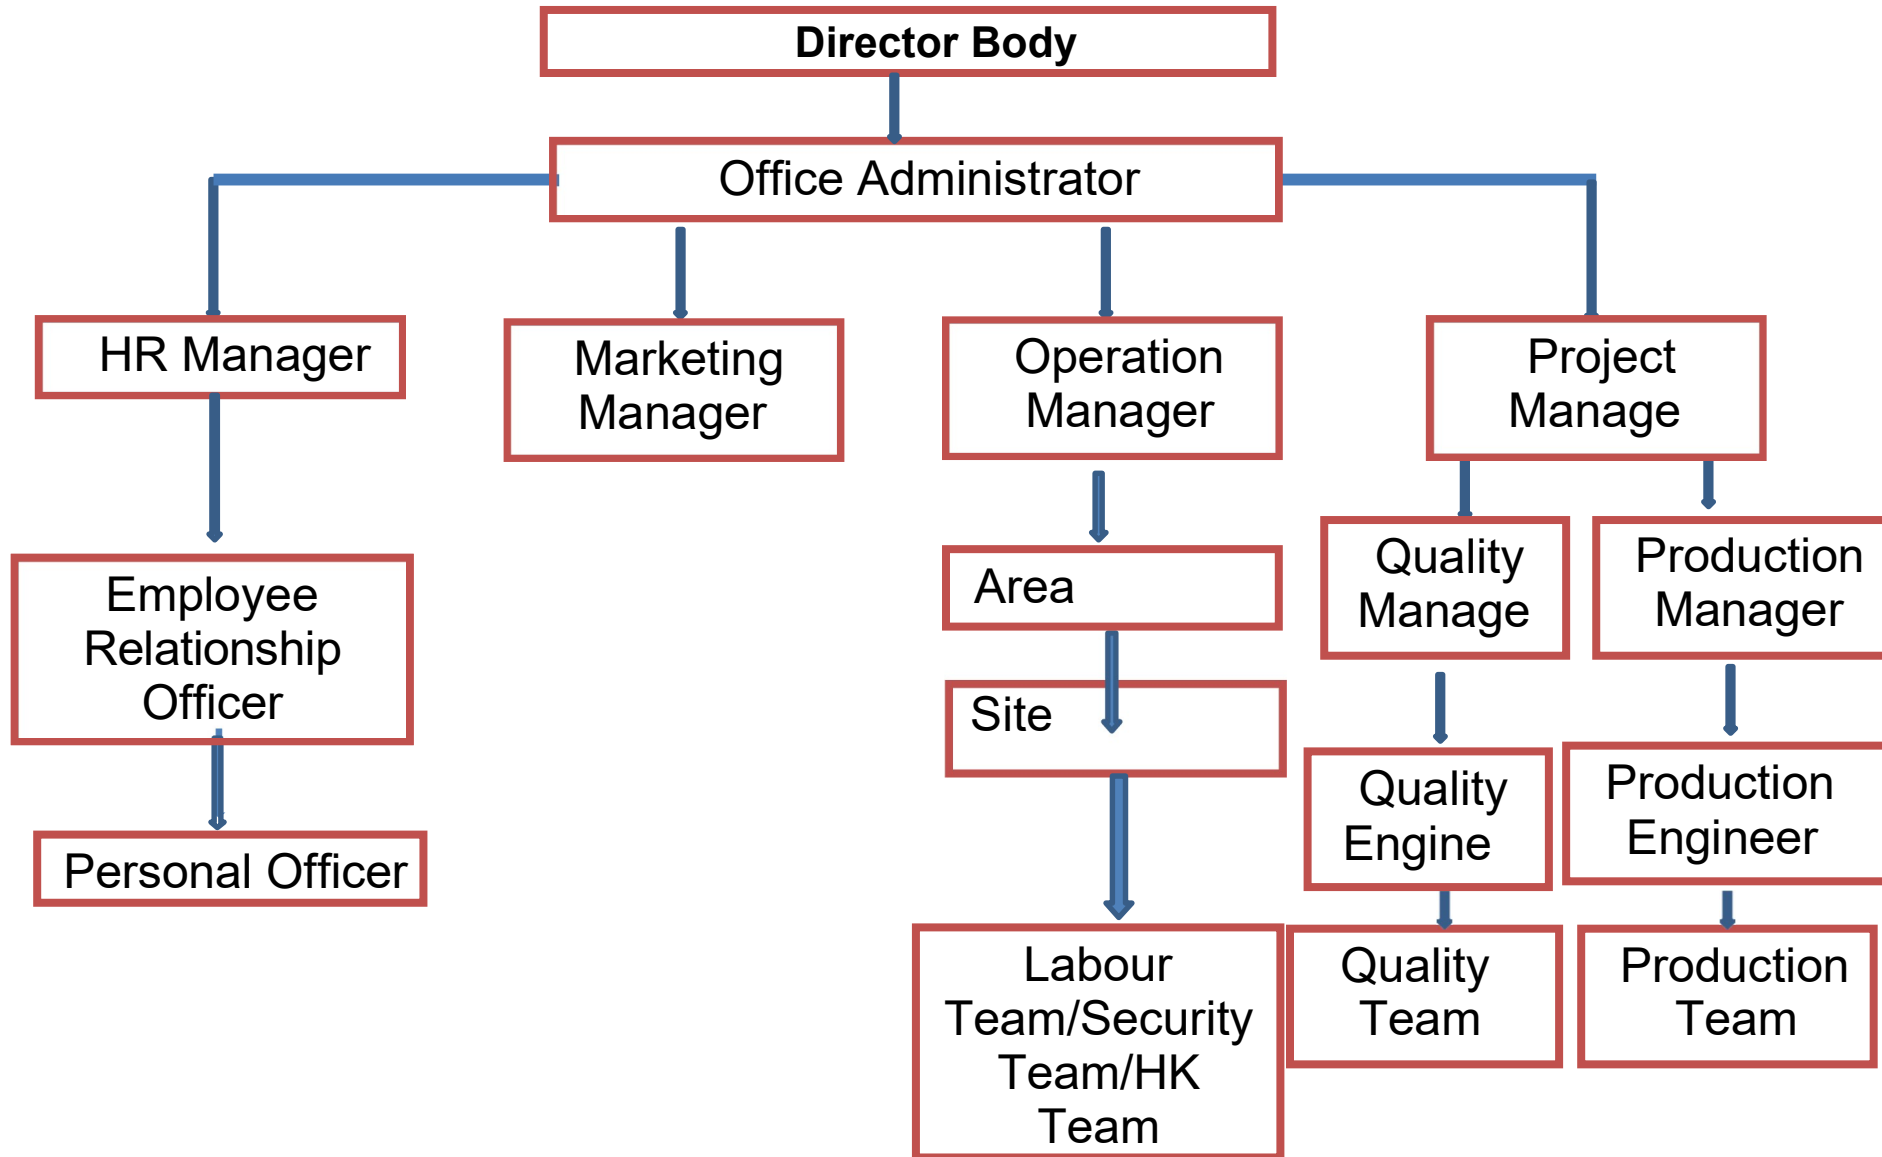 Director Body
Office Administrator
HR Manager
Marketing
Manager
Operation
Manager
Project
Manage
Employee
Relationship
Officer
Area
Quality
Manage
Production
Manager
Site
Quality
Engine
Production
Engineer
Personal Officer
Labour
Team/Security
Team/HK
Team
Quality
Team
Production
Team